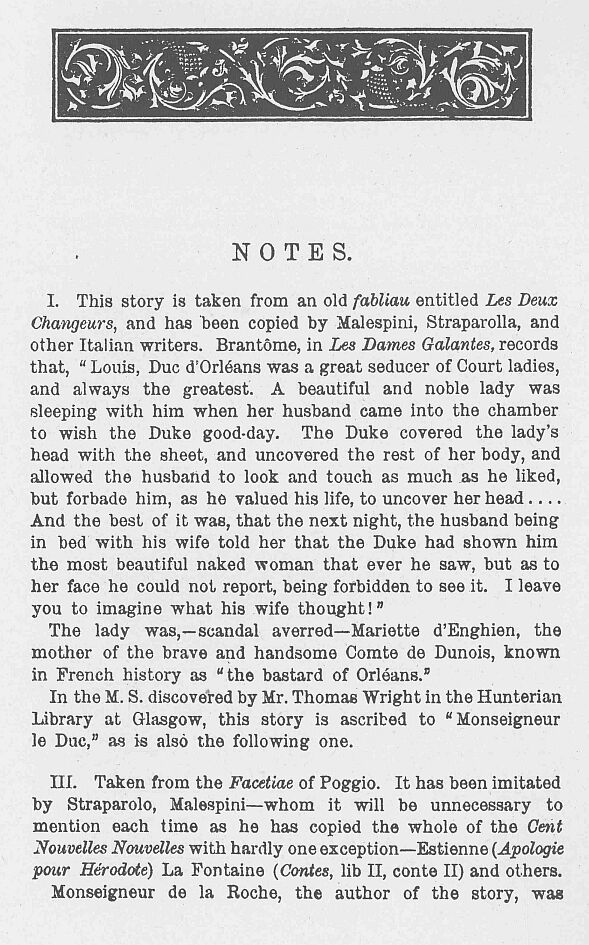 NOTES.
I. This story is taken from an old fabliau entitled Les Deux
Changeurs, and has been copied by Malespini, Straparolla, and
other Italian writers. Brantôme, in Les Dames Galantes, records
that, "Louis, Duc d'Orléans was a great seducer of Court ladies,
and always the greatest. A beautiful and noble lady was
sleeping with him when her husband came into the chamber
to wish the Duke good-day. The Duke covered the lady's
head with the sheet, and uncovered the rest of her body, and
allowed the husband to look and touch as much as he liked,
but forbade him, as he valued his life, to uncover her head ....
And the best of it was, that the next night, the husband being
in bed with his wife told her that the Duke had shown him
the most beautiful naked woman that ever he saw, but as to
her face he could not report, being forbidden to see it. I leave
you to imagine what his wife thought!"
The lady was,—scandal averred—Mariette d'Enghien, the
mother of the brave and handsome Comte de Dunois, known
in French history as "the bastard of Orléans."
In the M. S. discovered by Mr. Thomas Wright in the Hunterian
Library at Glasgow, this story is ascribed to "Monseigneur
le Duc," as is also the following one.
III. Taken from the Facetiae of Poggio. It has been imitated
by Straparolo, Malespini—whom it will be unnecessary to
mention each time as he has copied the whole of the Cent
Nouvelles Nouvelles with hardly one exception—Estienne (Apologie
pour Hérodote) La Fontaine (Contes, lib II, conte II) and others.
Monseigneur de la Roche, the author of the story, was